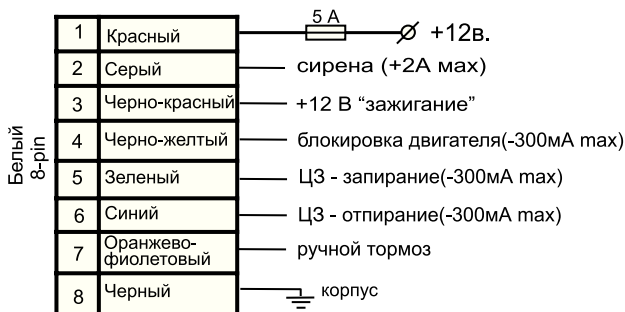 Белый
8-pin
1 Красный 5 А +12в.
2 Серый сирена (+2А мах)
3 Черно-красный +12 В “зажигание”
4 Черно-желтый блокировка двигателя(-300мА max)
5 Зеленый ЦЗ - запирание(-300мА max)
6 Синий ЦЗ - отпирание(-300мА max)
7 Оранжево-
фиолетовый ручной тормоз
8 Черный корпус